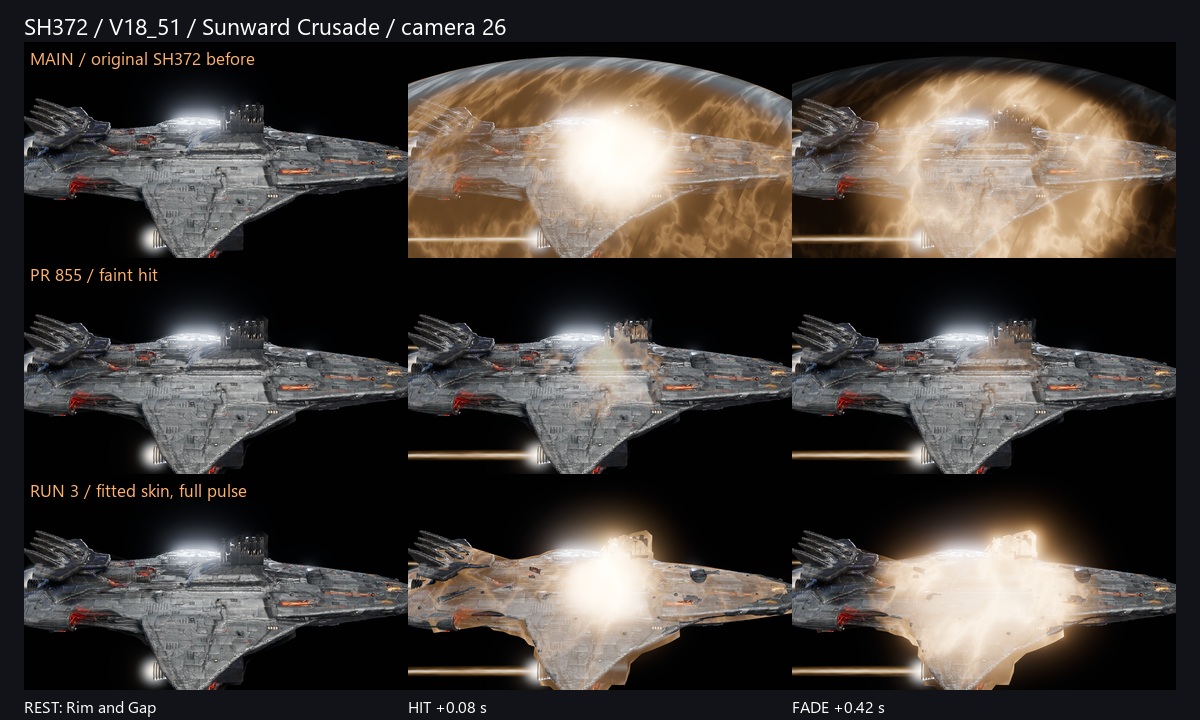 SH372 / V18_51 / Sunward Crusade / camera 26
MAIN / original SH372 before
PR 855 / faint hit
RUN 3 / fitted skin, full pulse
REST: Rim and Gap
HIT +0.08 s
FADE +0.42 s